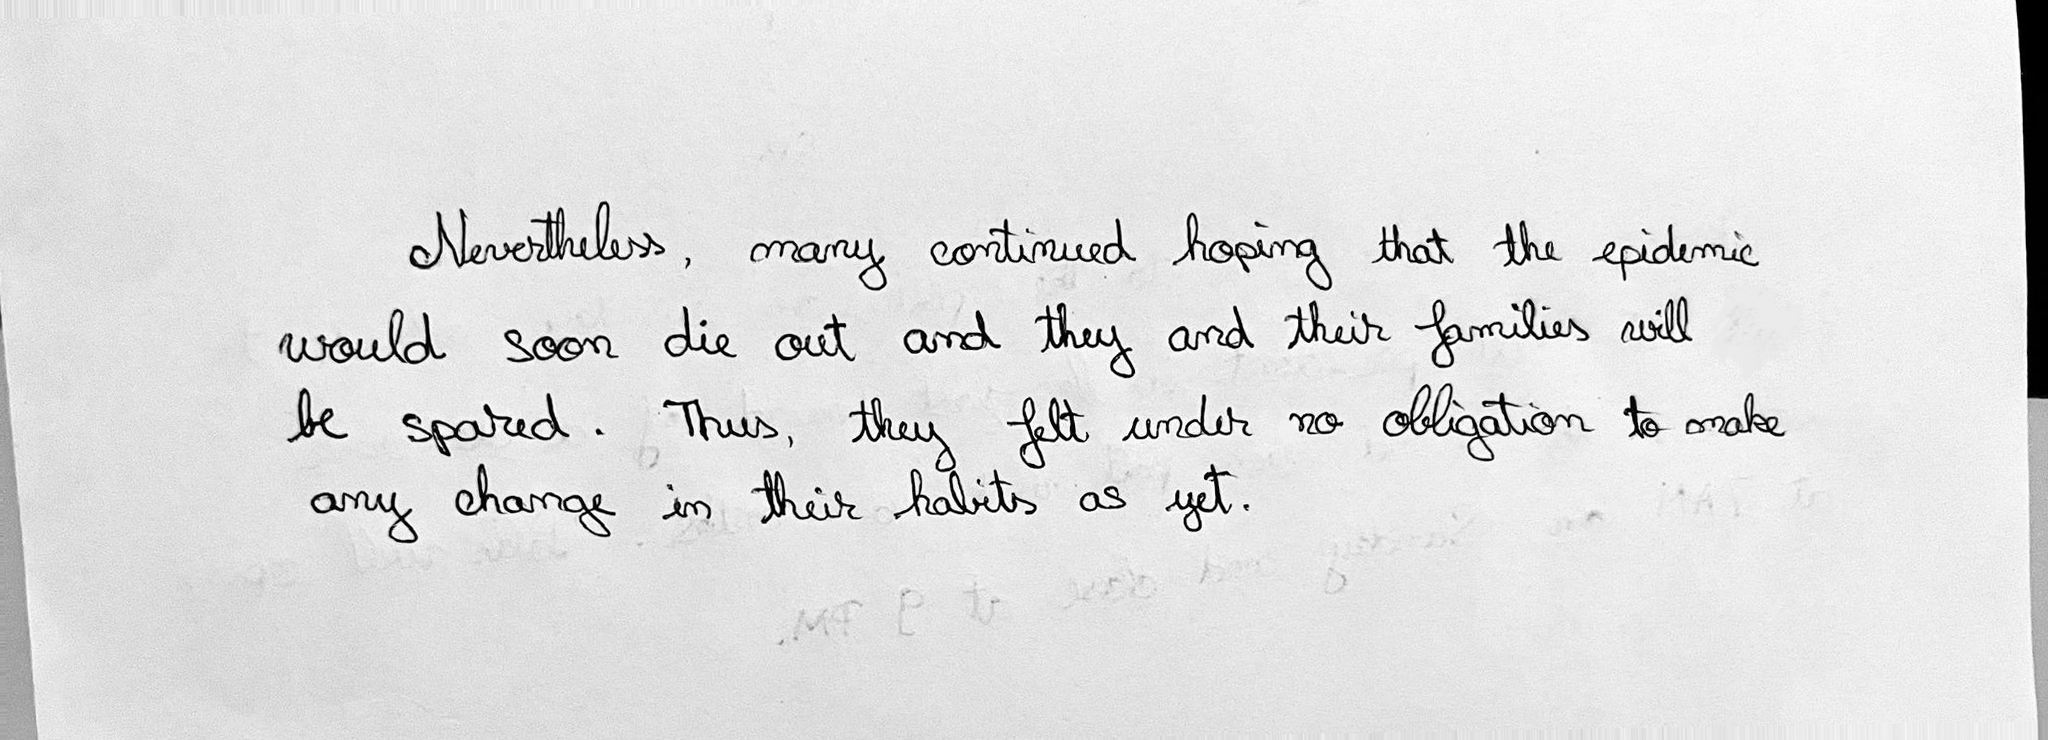 Nevertheless, many continued hoping that the epidemic
would soon die out and they and their families will
be spared. Thus, they felt under no obligation to make
any change in their habits as yet.